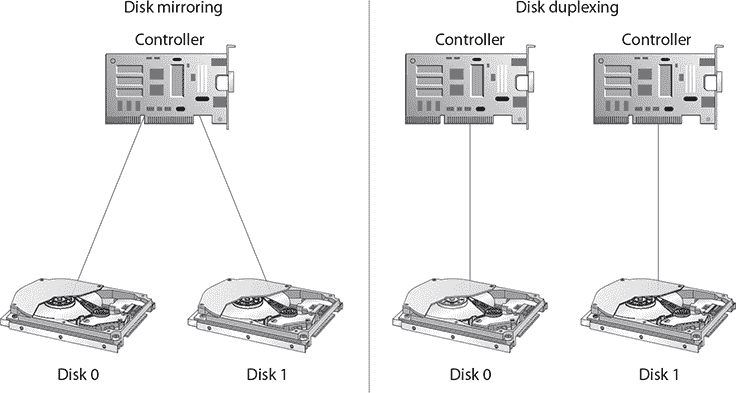 Disk mirroring
Controller
Disk 0
Disk 1
Disk duplexing
Controller
Controller
Disk 0
Disk 1